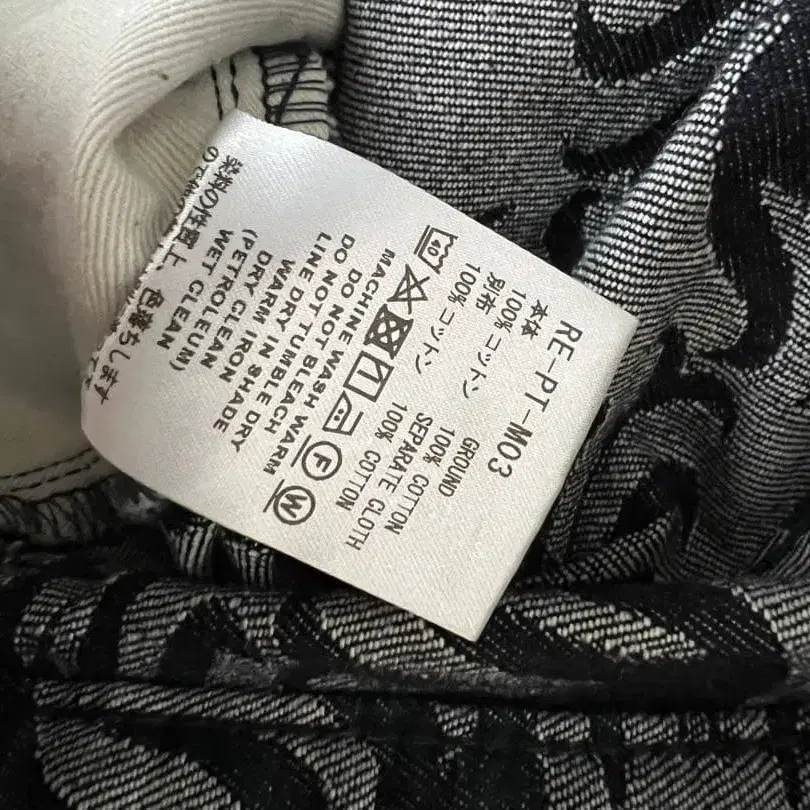 RE-PT-M03
本体
100% コットン
別布
100% コットン
GROUND
100% COTTON
SEPARATE CLOTH
100% COTTON
40
F
W
MACHINE WASH WARM
DO NOT BLEACH
DO NOT TUMBLE DRY
LINE DRY IN SHADE
WARM IRON
DRY CLEAN
(PETROLEUM)
WET CLEAN
の性質上、色落ちします